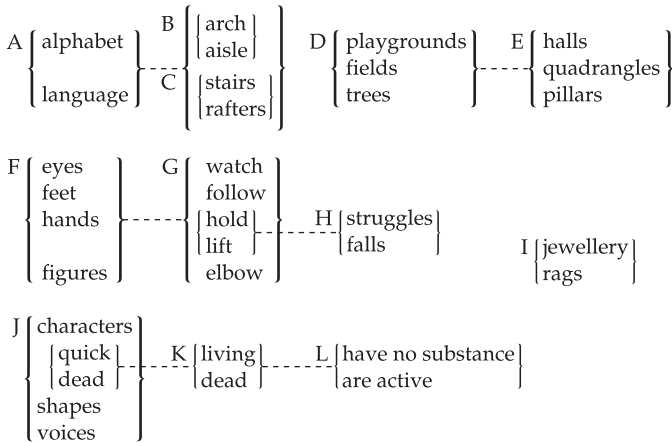 A alphabet
language
B arch
aisle
C stairs
rafters
D playgrounds
fields
trees
E halls
quadrangles
pillars
F eyes
feet
hands
figures
G watch
follow
hold
lift
elbow
H struggles
falls
I jewellery
rags
J characters
quick
dead
shapes
voices
K living
dead
L have no substance
are active